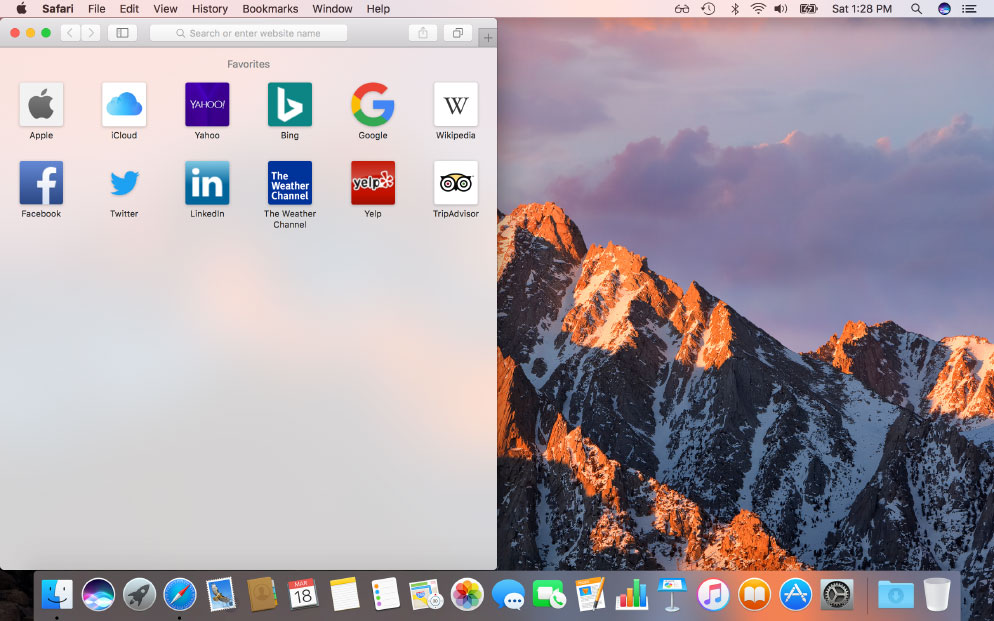 Safari File Edit View History Bookmarks Window Help Sat 1:28 PM
Search or enter website name
Favorites
YAHOO!
Apple iCloud Yahoo Bing Google Wikipedia
The
Weather
Channel
yelp
Facebook Twitter LinkedIn The Weather Yelp TripAdvisor
Channel
MAR
18